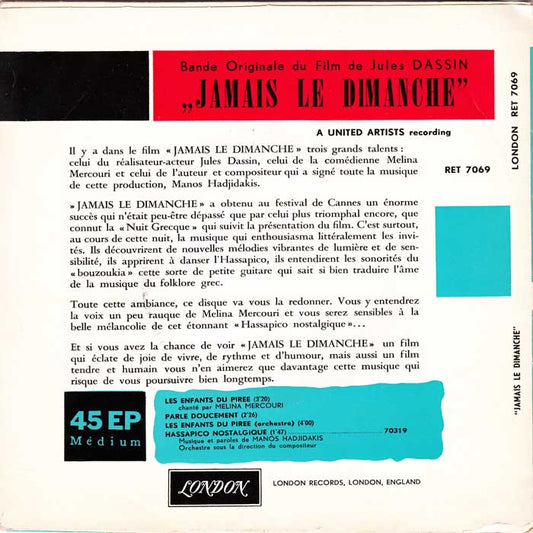 Bande Originale du Film de Jules DASSIN
„JAMAIS LE DIMANCHE”
A UNITED ARTISTS recording
RET 7069
Il y a dans le film « JAMAIS LE DIMANCHE » trois grands talents :
celui du réalisateur-acteur Jules Dassin, celui de la comédienne Melina
Mercouri et celui de l'auteur et compositeur qui a signé toute la musique
de cette production, Manos Hadjidakis.
» JAMAIS LE DIMANCHE » a obtenu au festival de Cannes un énorme
succès qui n'était peu-être dépassé que par celui plus triomphal encore, que
connut la « Nuit Grecque » qui suivit la présentation du film. C'est surtout,
au cours de cette nuit, la musique qui enthousiasma littéralement les invi-
tés. Ils découvrirent de nouvelles mélodies vibrantes de lumière et de sen-
sibilité, ils apprirent à danser l'Hassapico, ils entendirent les sonorités du
« bouzoukia » cette sorte de petite guitare qui sait si bien traduire l'âme
de la musique du folklore grec.
Toute cette ambiance, ce disque va vous la redonner. Vous y entendrez
la voix un peu rauque de Melina Mercouri et vous serez sensibles à la
belle mélancolie de cet étonnant « Hassapico nostalgique »...
Et si vous avez la chance de voir « JAMAIS LE DIMANCHE » un film
qui éclate de joie de vivre, de rythme et d'humour, mais aussi un film
tendre et humain vous n'en aimerez que davantage cette musique qui
risque de vous poursuivre bien longtemps.
45 EP
Médium
LES ENFANTS DU PIREE (3'20)
chanté par MELINA MERCOURI
PARLE DOUCEMENT (2'26)
LES ENFANTS DU PIREE (orchestre) (4'00)
HASSAPICO NOSTALGIQUE (1'47) 70319
Musique et paroles de MANOS HADJIDAKIS
Orchestre sous la direction du compositeur
LONDON
LONDON RECORDS, LONDON, ENGLAND
LONDON RET 7069
"JAMAIS LE DIMANCHE"